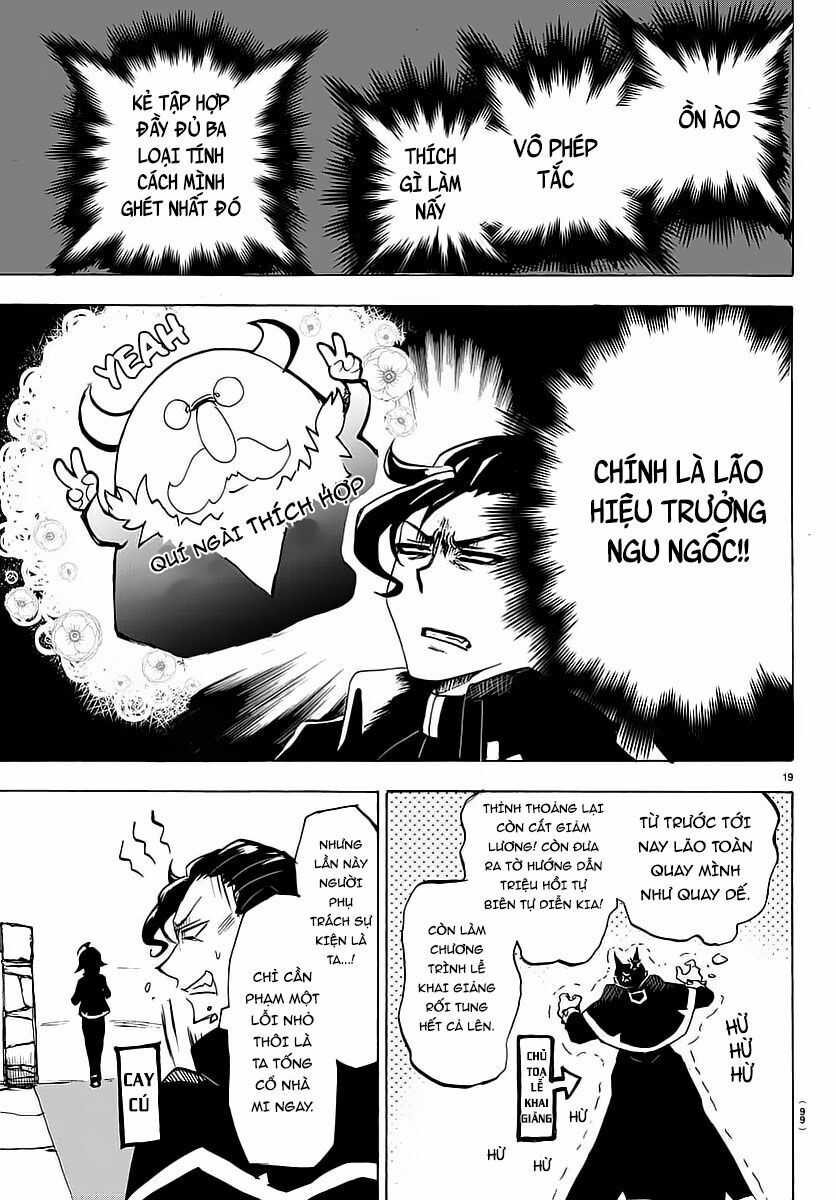 ỒN ÀO
VÔ PHÉP
TẮC
THÍCH
GÌ LÀM
NẤY
KẺ TẬP HỢP
ĐẦY ĐỦ BA
LOẠI TÍNH
CÁCH MÌNH
GHÉT NHẤT ĐÓ
CHÍNH LÀ LÃO
HIỆU TRƯỞNG
NGU NGỐC!!
YEAH
QUÍ NGÀI THÍCH HỢP
19
TỪ TRƯỚC TỚI
NAY LÃO TOÀN
QUAY MÌNH
NHƯ QUAY DẾ.
THỈNH THOẢNG LẠI
CÒN CẮT GIẢM
LƯƠNG! CÒN ĐƯA
RA TỜ HƯỚNG DẪN
TRIỆU HỒI TỰ
BIÊN TỰ DIỄN KIA!
CÒN LÀM
CHƯƠNG
TRÌNH LỄ
KHAI GIẢNG
RỐI TUNG
HẾT CẢ LÊN.
CHỦ
TOẠ
LỄ
KHAI
GIẢNG
HỪ
HỪ
HỪ
HỪ
HỪ
HỪ
99
NHƯNG
LẦN NÀY
NGƯỜI
PHỤ
TRÁCH SỰ
KIỆN LÀ
TA...!
CHỈ CẦN
PHẠM MỘT
LỖI NHỎ
THÔI LÀ
TA TỐNG
CỔ NHÀ
MI NGAY.
CAY
CÚ